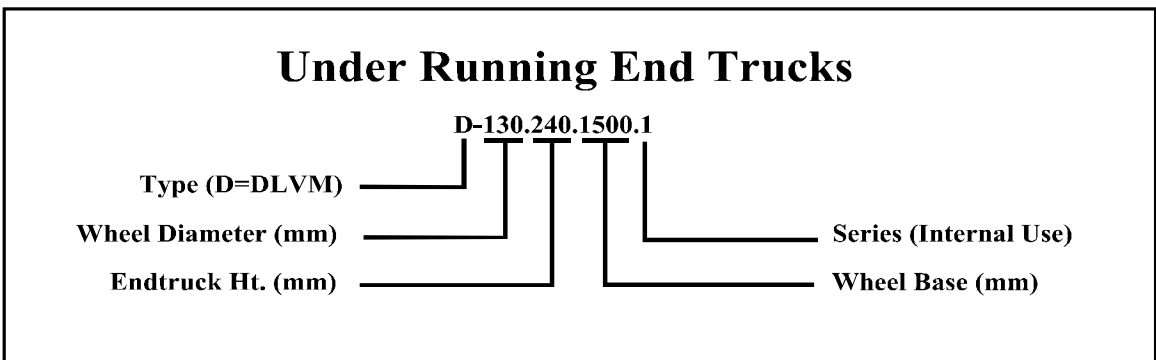 Under Running End Trucks
D-130.240.1500.1
Type (D=DLVM)
Wheel Diameter (mm)
Series (Internal Use)
Endtruck Ht. (mm)
Wheel Base (mm)